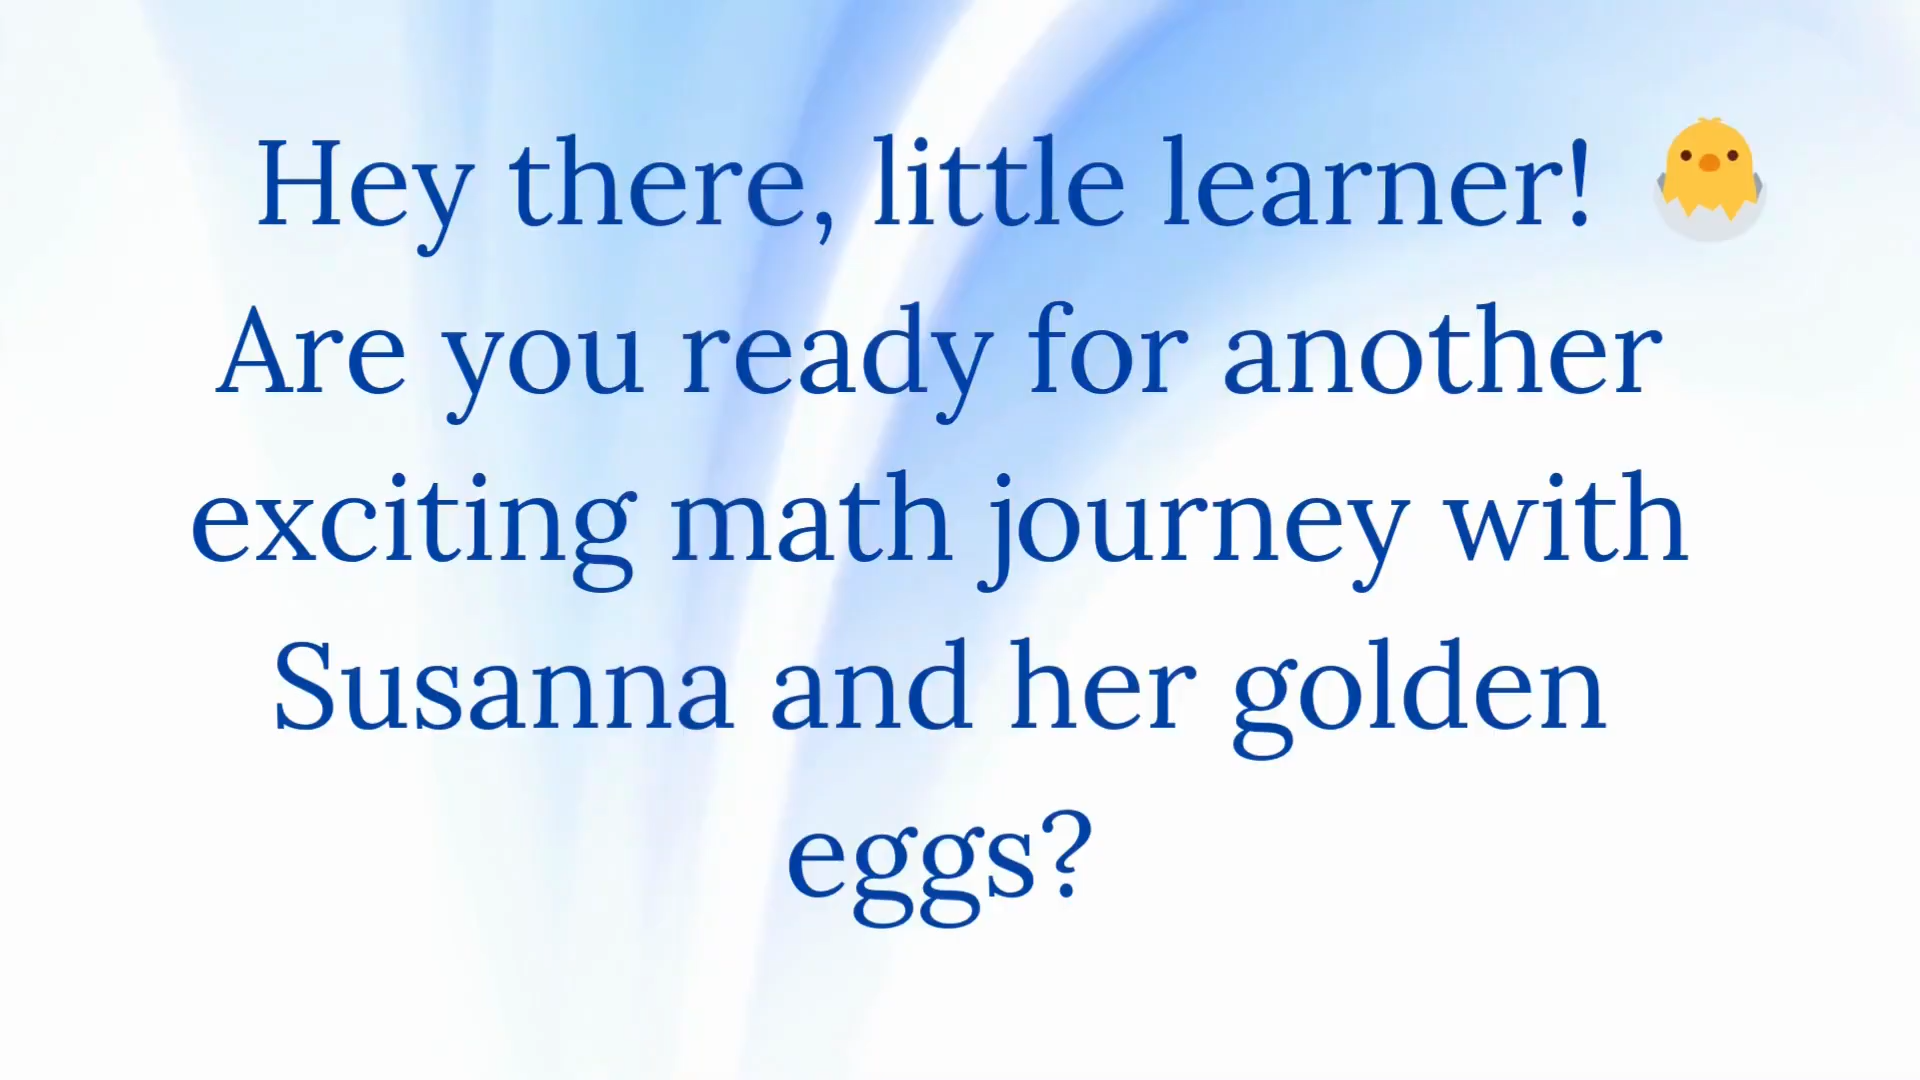 Hey there, little learner!
Are you ready for another
exciting math journey with
Susanna and her golden
eggs?